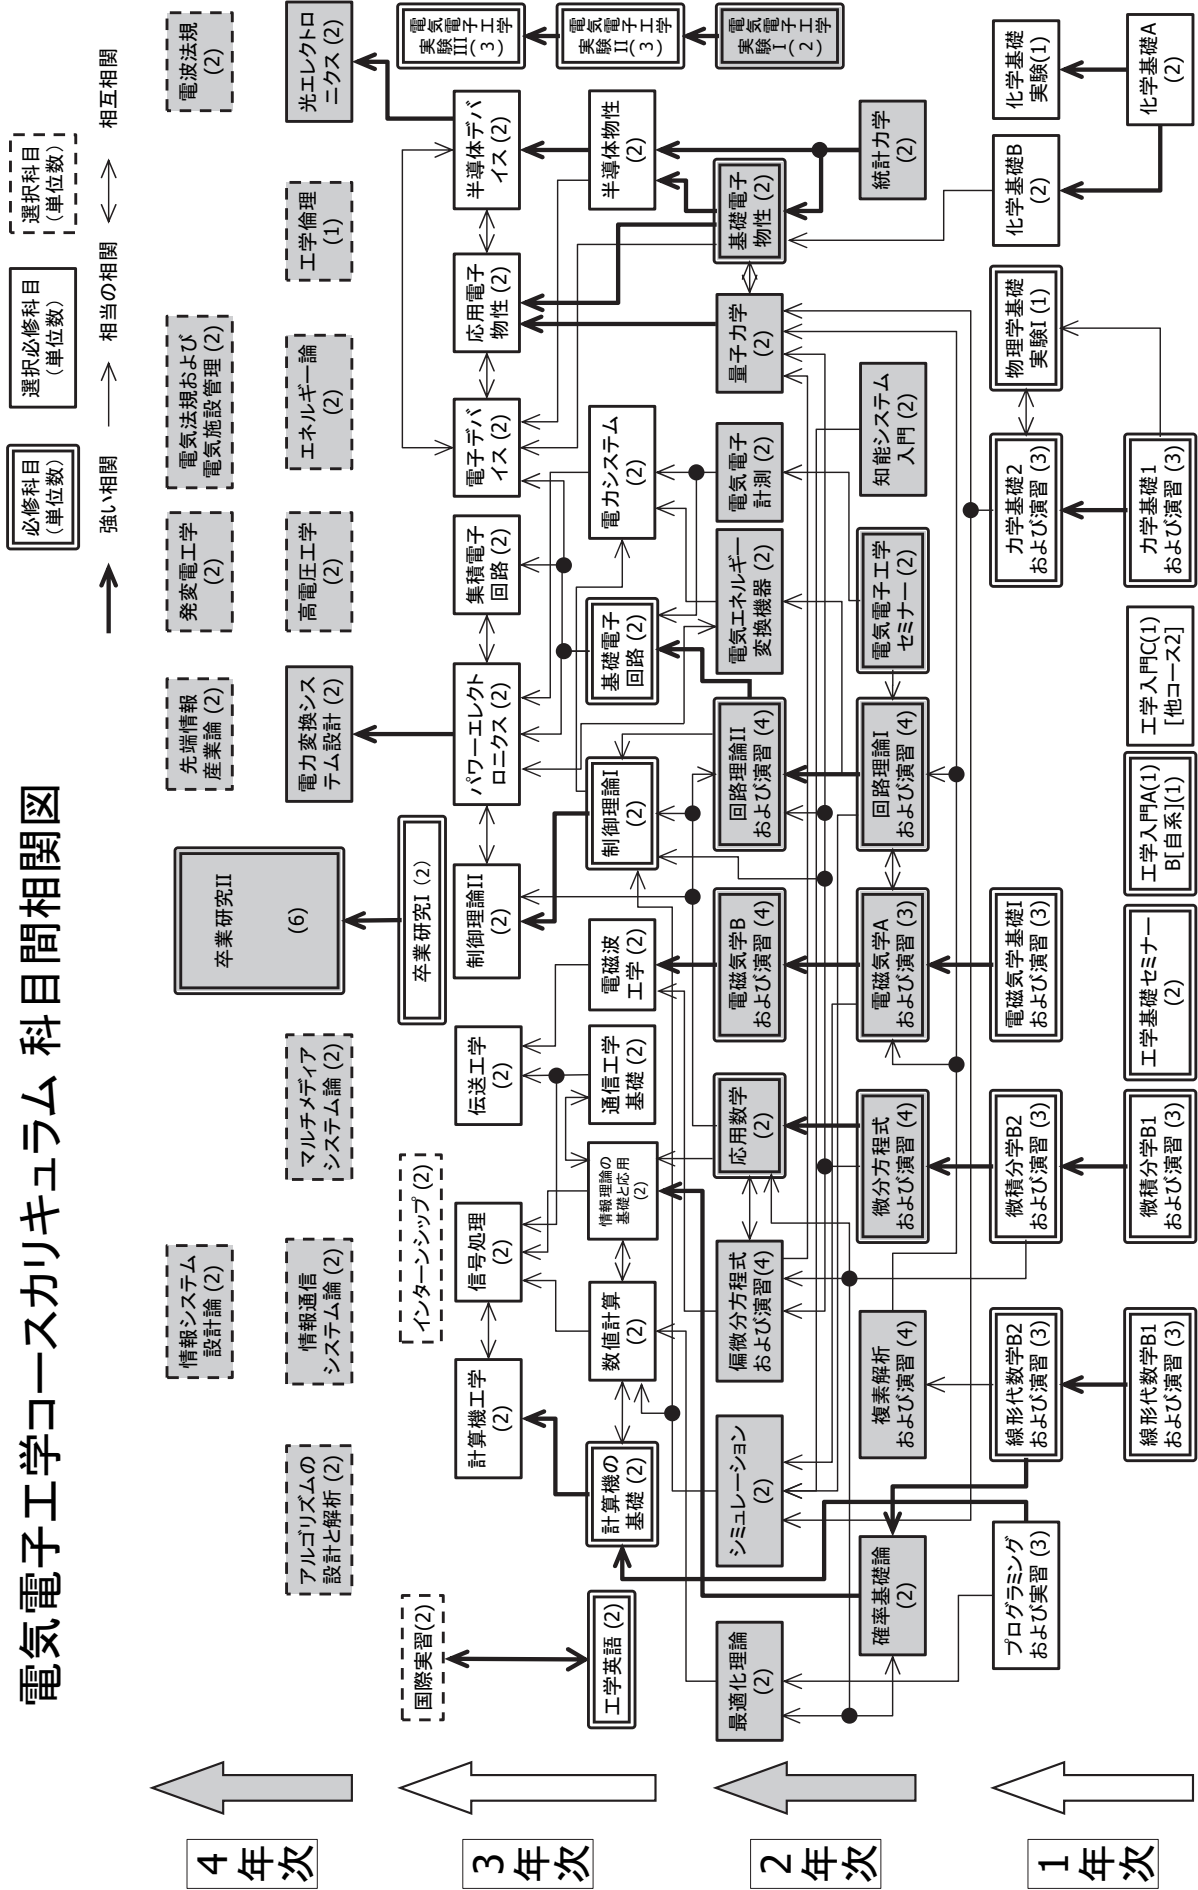 電気電子工学コースカリキュラム 科目間相関図
必修科目
(単位数)
選択必修科目
(単位数)
選択科目
(単位数)
強い相関
相当の相関
相互相関
4
年
次
情報システム
設計論 (2)
先端情報
産業論 (2)
発変電工学
(2)
電気法規および
電気施設管理 (2)
電波法規
(2)
アルゴリズムの
設計と解析 (2)
情報通信
システム論 (2)
マルチメディア
システム論 (2)
卒業研究II
(6)
電力変換シス
テム設計 (2)
高電圧工学
(2)
エネルギー論
(2)
工学倫理
(1)
光エレクトロ
ニクス (2)
3
年
次
国際実習(2)
インターンシップ (2)
卒業研究I (2)
電気電子工学
実験III(3)
計算機工学
(2)
信号処理
(2)
伝送工学
(2)
制御理論II
(2)
パワーエレクト
ロニクス (2)
集積電子
回路 (2)
電子デバ
イス (2)
応用電子
物性 (2)
半導体デバ
イス (2)
工学英語 (2)
計算機の
基礎 (2)
数値計算
(2)
情報理論の
基礎と応用
(2)
通信工学
基礎 (2)
電磁波
工学 (2)
制御理論I
(2)
基礎電子
回路 (2)
電力システム
(2)
半導体物性
(2)
電気電子工学
実験II(3)
2
年
次
最適化理論
(2)
シミュレーション
(2)
偏微分方程式
および演習(4)
応用数学
(2)
電磁気学B
および演習 (4)
回路理論II
および演習 (4)
電気エネルギー
変換機器 (2)
電気電子
計測 (2)
量子力学
(2)
基礎電子
物性 (2)
電気電子工学
実験I(2)
確率基礎論
(2)
複素解析
および演習 (4)
微分方程式
および演習 (4)
電磁気学A
および演習 (3)
回路理論I
および演習 (4)
電気電子工学
セミナー (2)
知能システム
入門 (2)
統計力学
(2)
1
年
次
プログラミング
および実習 (3)
線形代数学B2
および演習 (3)
微積分学B2
および演習 (3)
電磁気学基礎I
および演習 (3)
力学基礎2
および演習 (3)
物理学基礎
実験I (1)
化学基礎B
(2)
化学基礎
実験(1)
線形代数学B1
および演習 (3)
微積分学B1
および演習 (3)
工学基礎セミナー
(2)
工学入門A(1)
B[自系](1)
工学入門C(1)
[他コース2]
力学基礎1
および演習 (3)
化学基礎A
(2)